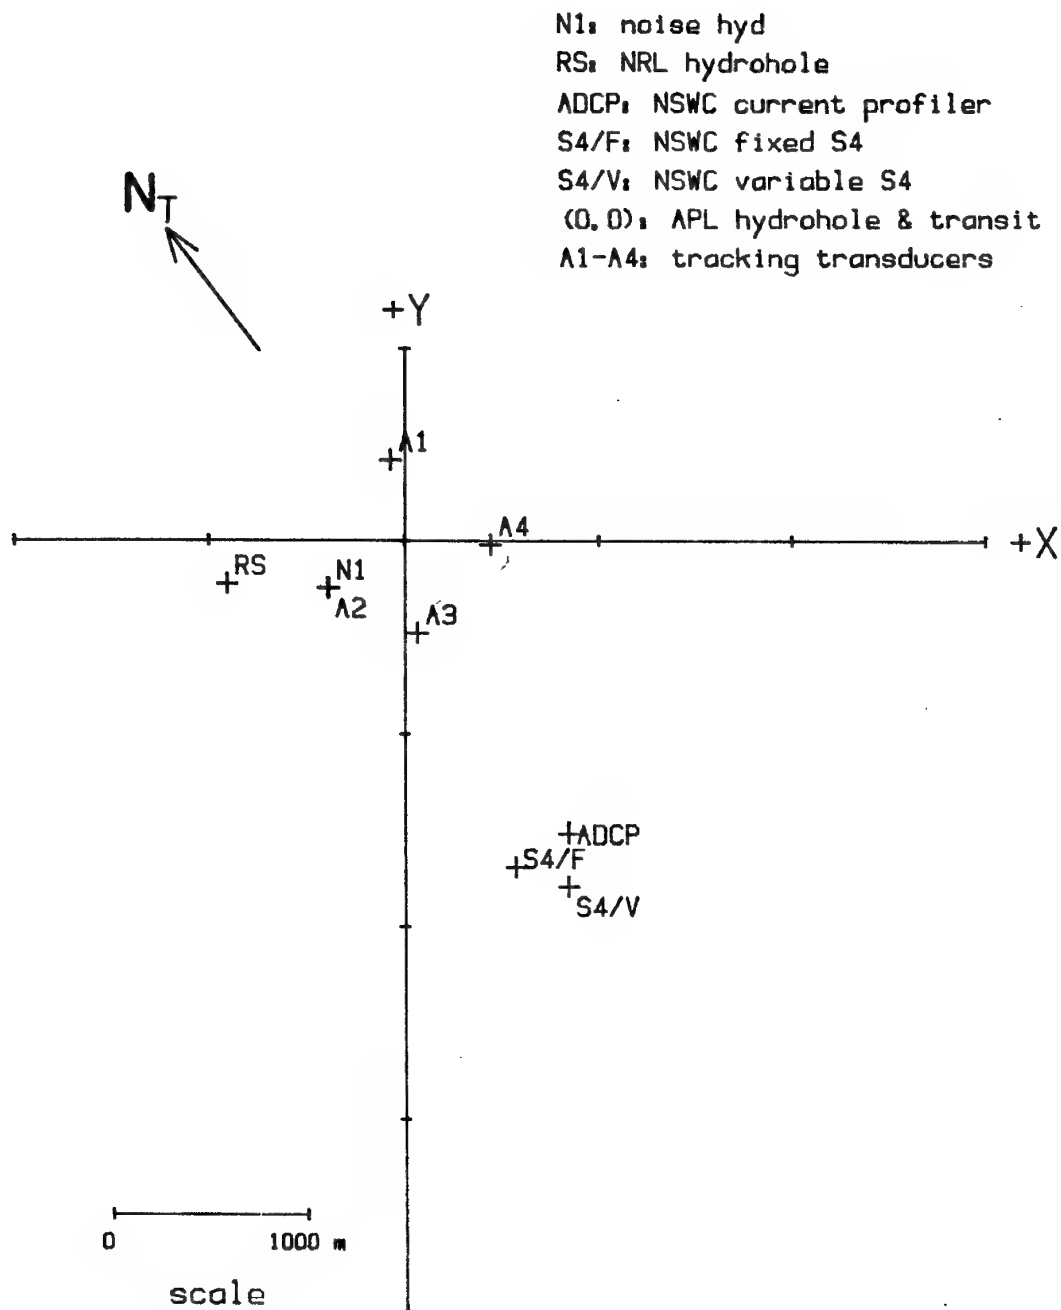 N1: noise hyd
RS: NRL hydrohole
ADCP: NSWC current profiler
S4/F: NSWC fixed S4
S4/V: NSWC variable S4
(0,0): APL hydrohole & transit
A1-A4: tracking transducers
NT
+Y
A1
A4
+X
RS
N1
A2
A3
ADCP
S4/F
S4/V
0 1000 m
scale